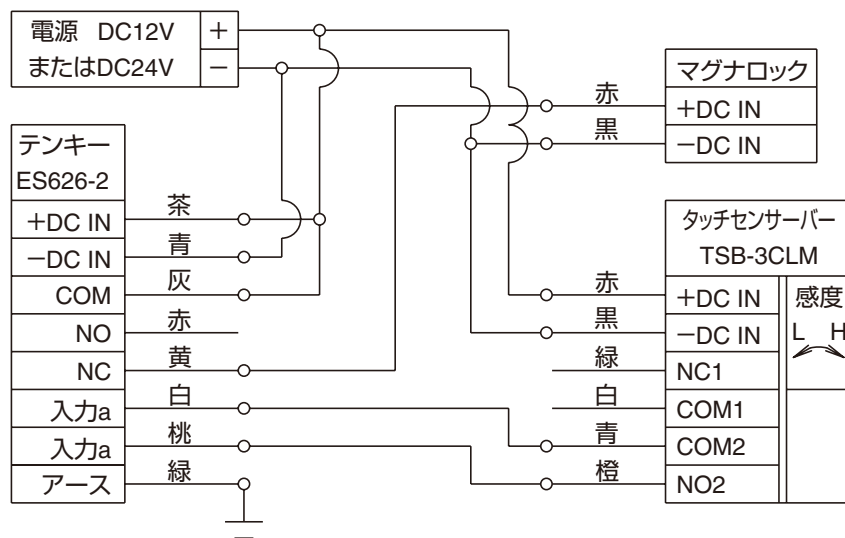 電源 DC12V
またはDC24V
＋
－
テンキー
ES626-2
＋DC IN
－DC IN
COM
NO
NC
入力a
入力a
アース
茶
青
灰
赤
黄
白
桃
緑
赤
黒
マグナロック
＋DC IN
－DC IN
赤
黒
緑
白
青
橙
タッチセンサーバー
TSB-3CLM
＋DC IN
－DC IN
NC1
COM1
COM2
NO2
感度
L H